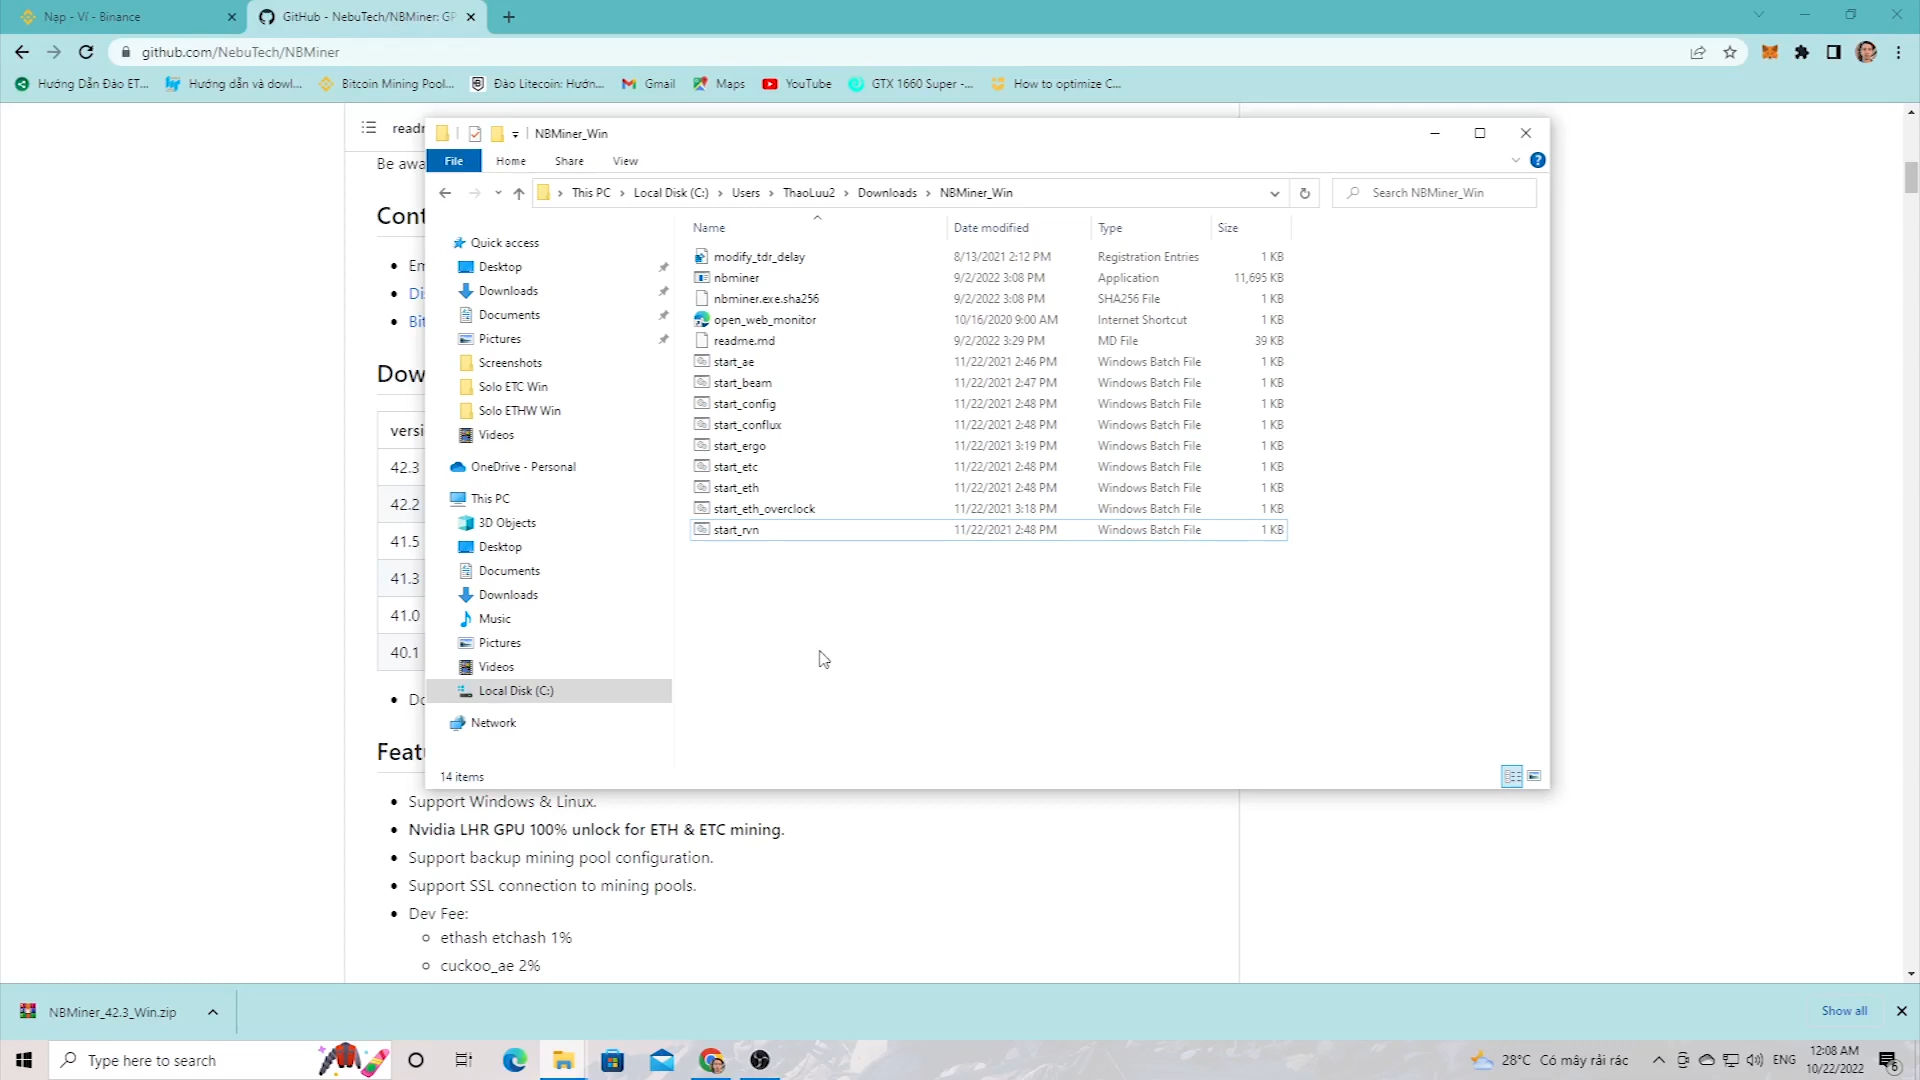 Nạp - Ví - Binance
GitHub - NebuTech/NBMiner: GP
github.com/NebuTech/NBMiner
Hướng Dẫn Đào ET...
Hướng dẫn và dowl...
Bitcoin Mining Pool...
Đào Litecoin: Hướn...
Gmail
Maps
YouTube
GTX 1660 Super -...
How to optimize C...
readr
Be awa
Cont
Em
Di
Bit
Dow
versi
42.3
42.2
41.5
41.3
41.0
40.1
Do
Featu
NBMiner_Win
File
Home
Share
View
This PC
Local Disk (C:)
Users
ThaoLuu2
Downloads
NBMiner_Win
Search NBMiner_Win
Quick access
Desktop
Downloads
Documents
Pictures
Screenshots
Solo ETC Win
Solo ETHW Win
Videos
OneDrive - Personal
This PC
3D Objects
Desktop
Documents
Downloads
Music
Pictures
Videos
Local Disk (C:)
Network
Name Date modified Type Size
modify_tdr_delay 8/13/2021 2:12 PM Registration Entries 1 KB
nbminer 9/2/2022 3:08 PM Application 11,695 KB
nbminer.exe.sha256 9/2/2022 3:08 PM SHA256 File 1 KB
open_web_monitor 10/16/2020 9:00 AM Internet Shortcut 1 KB
readme.md 9/2/2022 3:29 PM MD File 39 KB
start_ae 11/22/2021 2:46 PM Windows Batch File 1 KB
start_beam 11/22/2021 2:47 PM Windows Batch File 1 KB
start_config 11/22/2021 2:48 PM Windows Batch File 1 KB
start_conflux 11/22/2021 2:48 PM Windows Batch File 1 KB
start_ergo 11/22/2021 3:19 PM Windows Batch File 1 KB
start_etc 11/22/2021 2:48 PM Windows Batch File 1 KB
start_eth 11/22/2021 2:48 PM Windows Batch File 1 KB
start_eth_overclock 11/22/2021 3:18 PM Windows Batch File 1 KB
start_rvn 11/22/2021 2:48 PM Windows Batch File 1 KB
14 items
Support Windows & Linux.
Nvidia LHR GPU 100% unlock for ETH & ETC mining.
Support backup mining pool configuration.
Support SSL connection to mining pools.
Dev Fee:
ethash etchash 1%
cuckoo_ae 2%
NBMiner_42.3_Win.zip
Show all
Type here to search
28°C Có mây rải rác
ENG
12:08 AM
10/22/2022
6